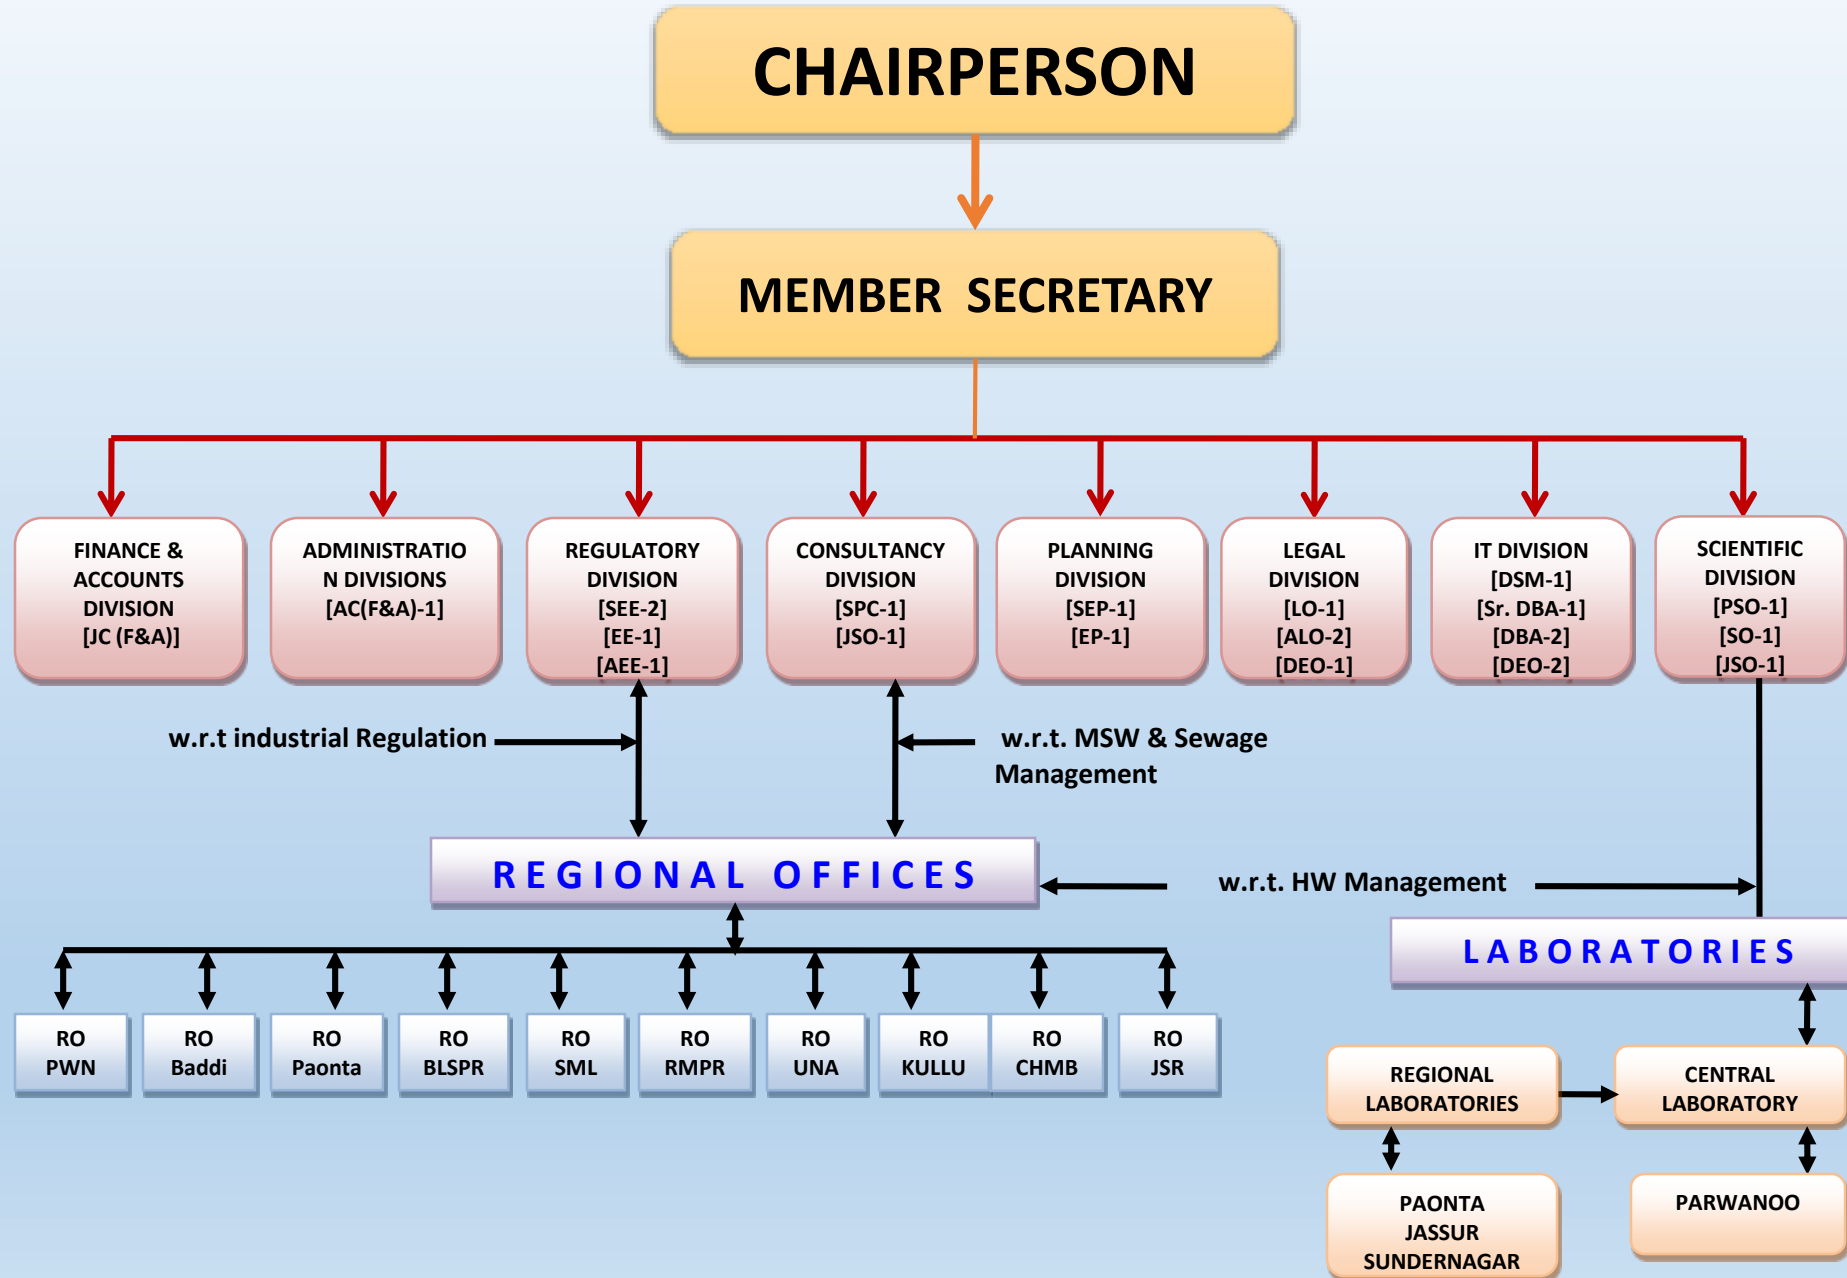 CHAIRPERSON
MEMBER SECRETARY
FINANCE &
ACCOUNTS
DIVISION
[JC (F&A)]
ADMINISTRATIO
N DIVISIONS
[AC(F&A)-1]
REGULATORY
DIVISION
[SEE-2]
[EE-1]
[AEE-1]
CONSULTANCY
DIVISION
[SPC-1]
[JSO-1]
PLANNING
DIVISION
[SEP-1]
[EP-1]
LEGAL
DIVISION
[LO-1]
[ALO-2]
[DEO-1]
IT DIVISION
[DSM-1]
[Sr. DBA-1]
[DBA-2]
[DEO-2]
SCIENTIFIC
DIVISION
[PSO-1]
[SO-1]
[JSO-1]
w.r.t industrial Regulation
w.r.t. MSW & Sewage
Management
REGIONAL OFFICES
w.r.t. HW Management
LABORATORIES
RO
PWN
RO
Baddi
RO
Paonta
RO
BLSPR
RO
SML
RO
RMPR
RO
UNA
RO
KULLU
RO
CHMB
RO
JSR
REGIONAL
LABORATORIES
CENTRAL
LABORATORY
PAONTA
JASSUR
SUNDERNAGAR
PARWANOO